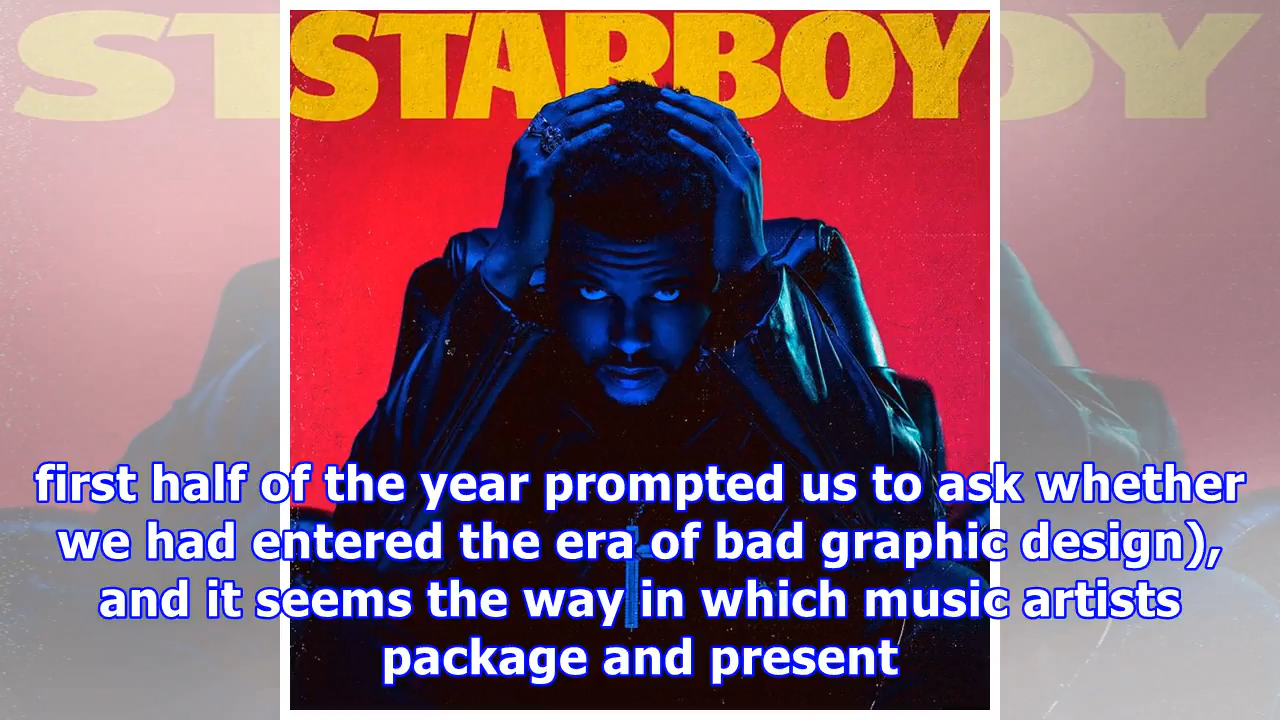 STARBOY
first half of the year prompted us to ask whether
we had entered the era of bad graphic design),
and it seems the way in which music artists
package and present